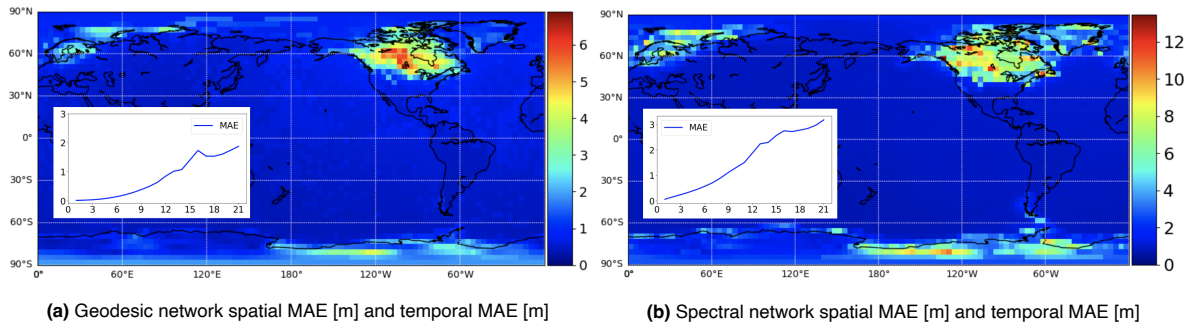 90°N
60°N
30°N
0°
30°S
60°S
90°S
0°
60°E
120°E
180°
120°W
60°W
3
2
1
0
3
6
9
12
15
18
21
MAE
6
5
4
3
2
1
0
(a) Geodesic network spatial MAE [m] and temporal MAE [m]
90°N
60°N
30°N
0°
30°S
60°S
90°S
0°
60°E
120°E
180°
120°W
60°W
3
2
1
0
3
6
9
12
15
18
21
MAE
12
10
8
6
4
2
0
(b) Spectral network spatial MAE [m] and temporal MAE [m]